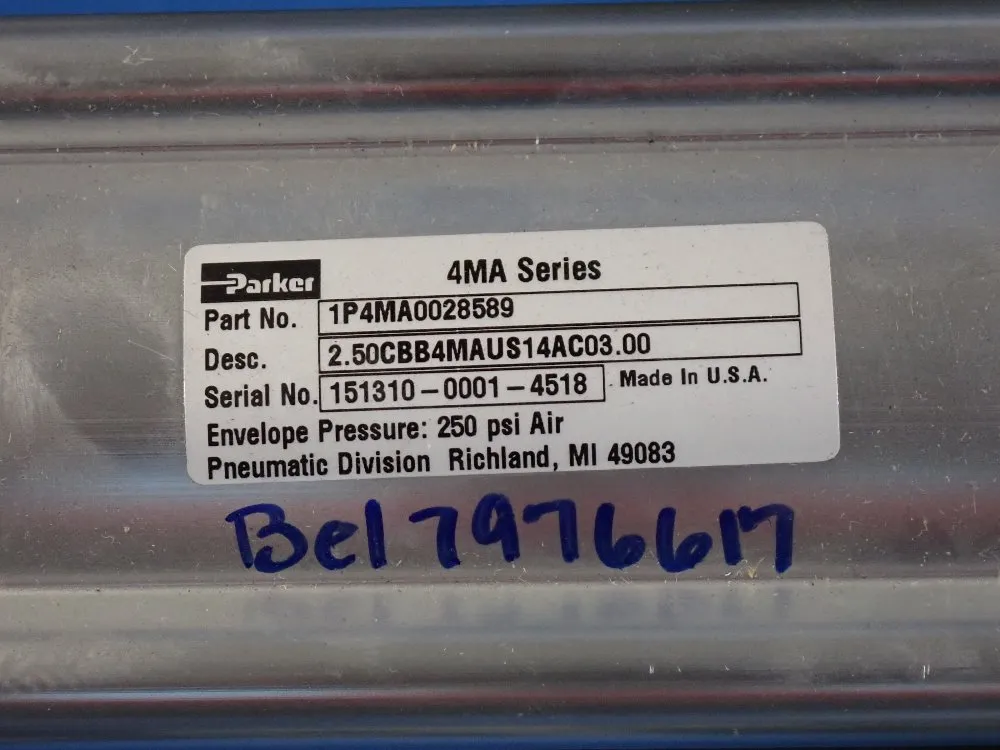 Parker
4MA Series
Part No. 1P4MA0028589
Desc. 2.50CBB4MAUS14AC03.00
Serial No. 151310-0001-4518 Made In U.S.A.
Envelope Pressure: 250 psi Air
Pneumatic Division Richland, MI 49083
Bel7976617